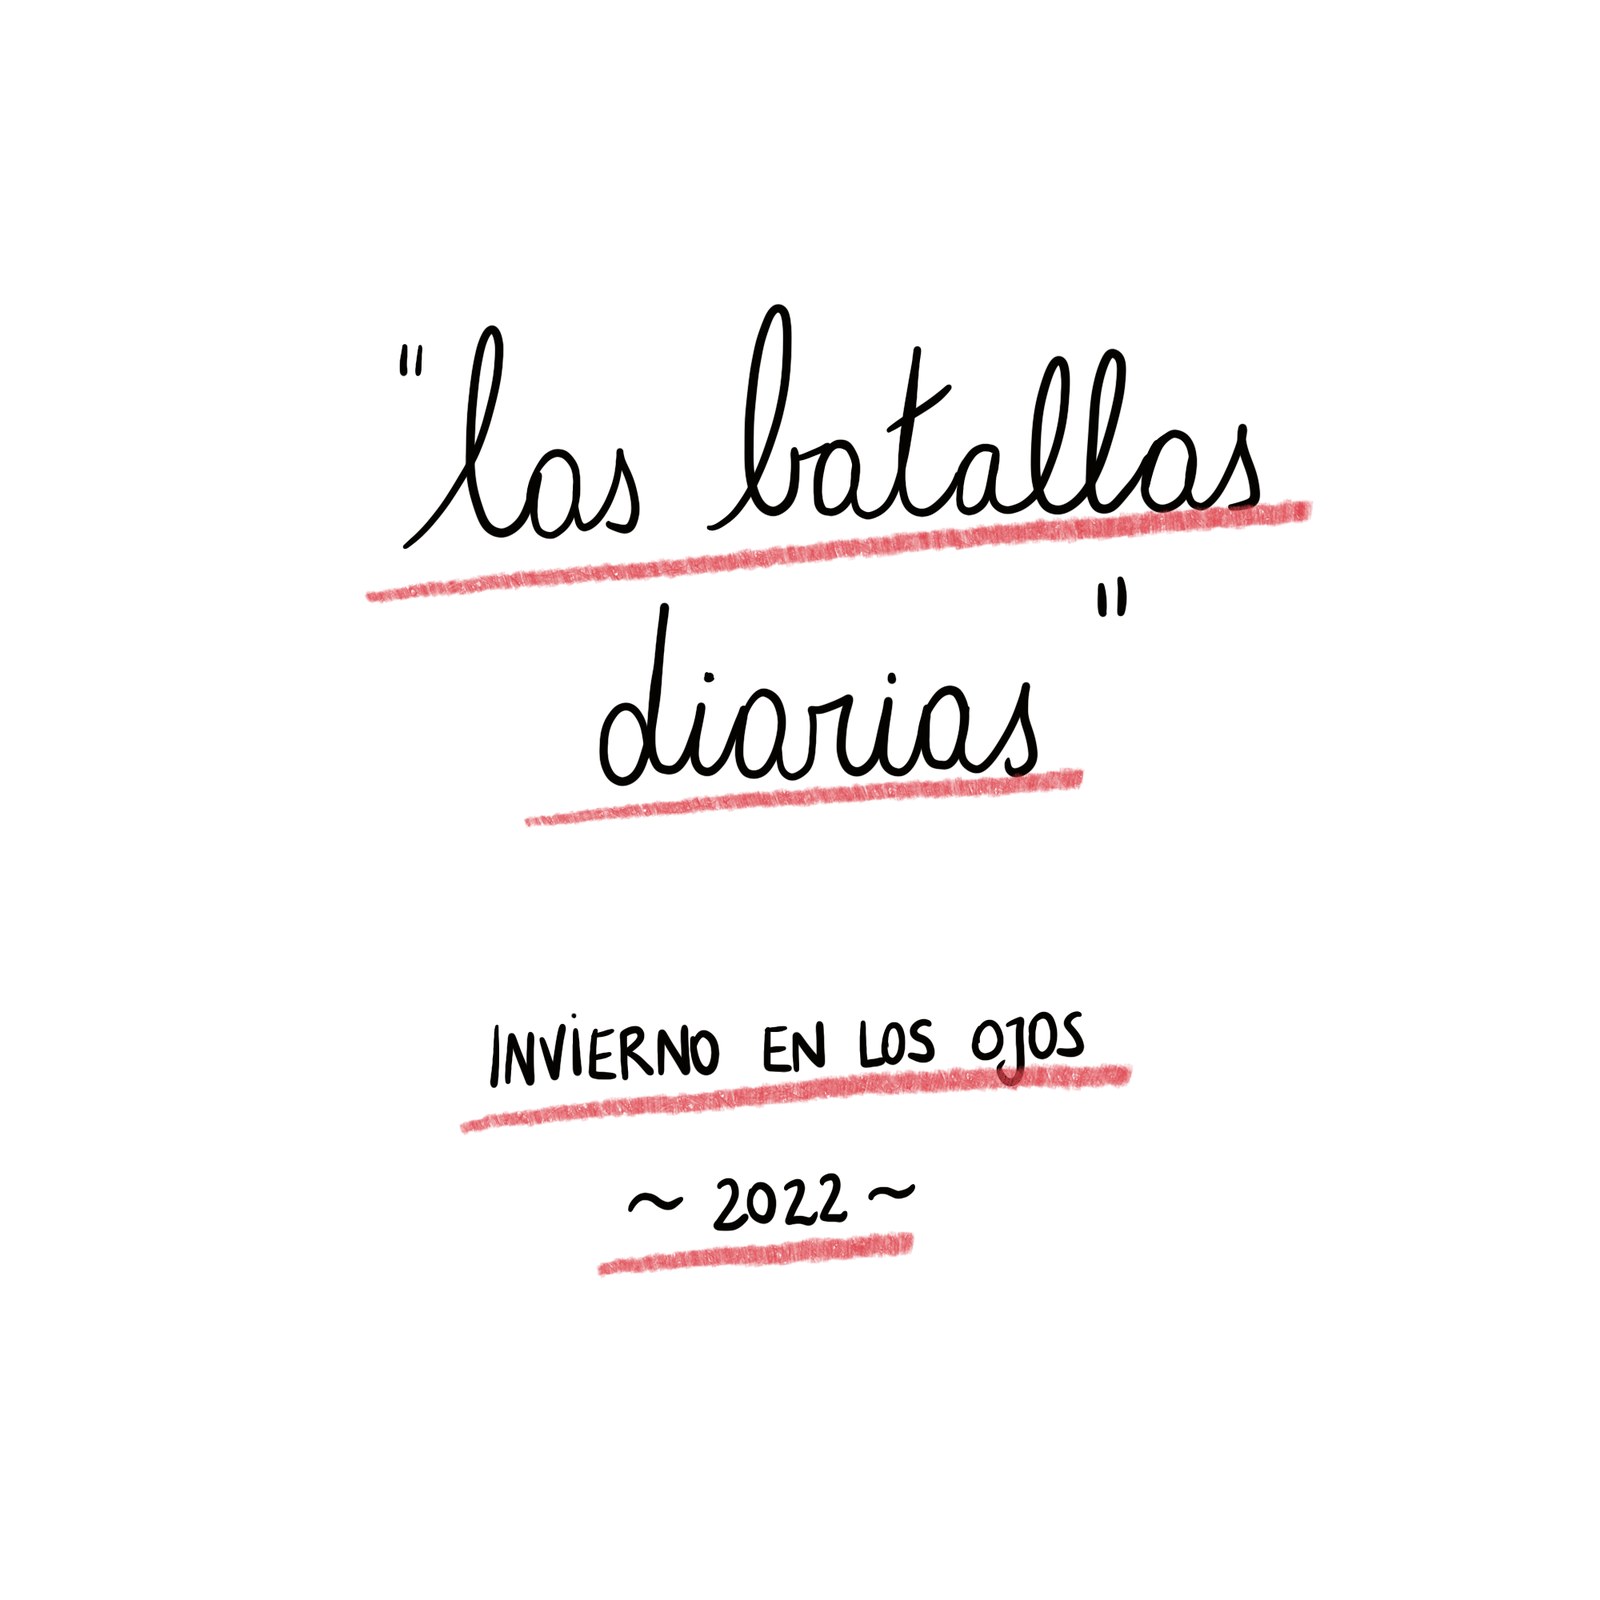 "las batallas
diarias"
INVIERNO EN LOS OJOS
~ 2022 ~